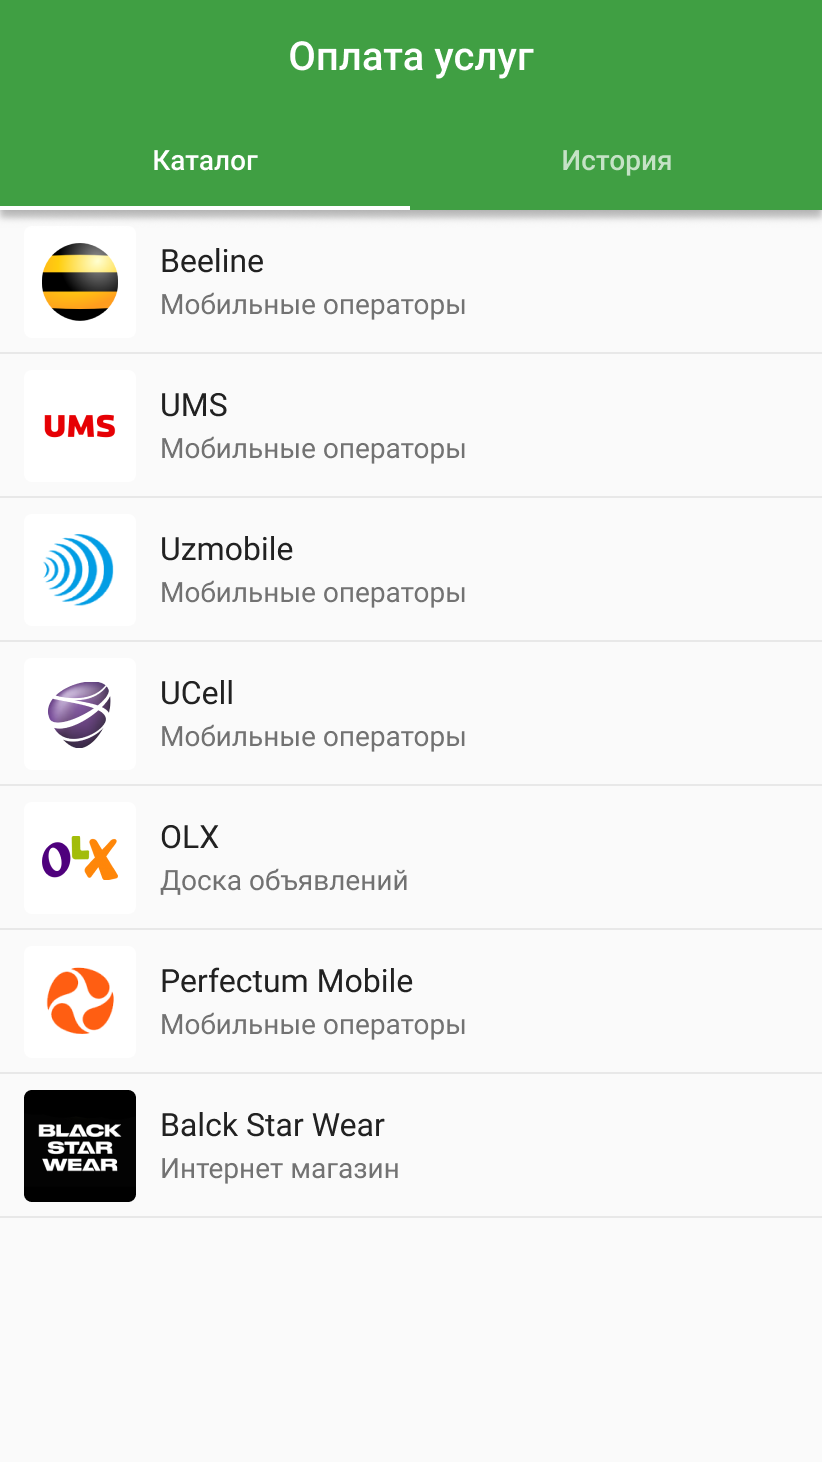 Оплата услуг
Каталог
История
Beeline
Мобильные операторы
UMS
UMS
Мобильные операторы
Uzmobile
Мобильные операторы
UCell
Мобильные операторы
OLX
OLX
Доска объявлений
Perfectum Mobile
Мобильные операторы
BLACK
STAR
WEAR
Balck Star Wear
Интернет магазин